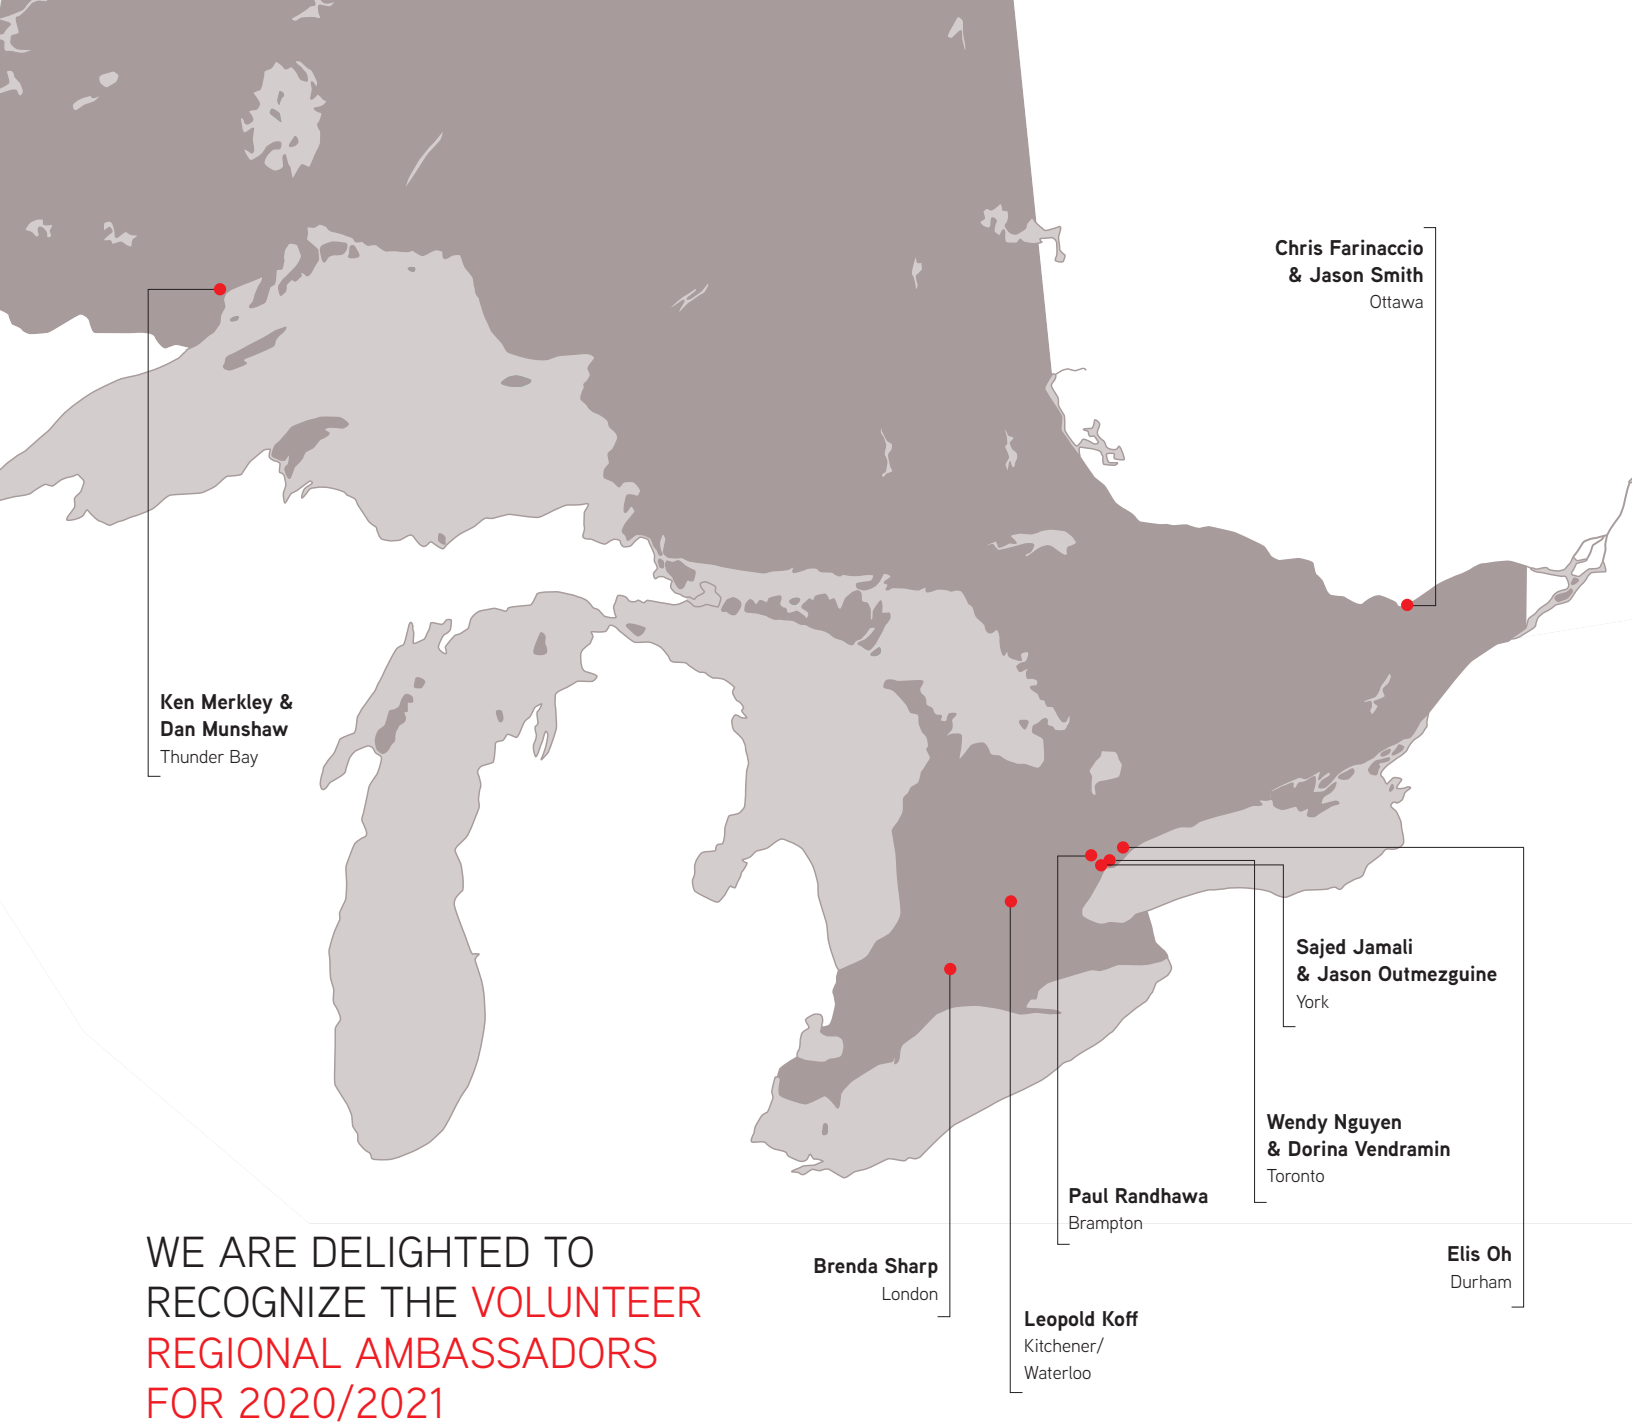 Chris Farinaccio
& Jason Smith
Ottawa
Ken Merkley &
Dan Munshaw
Thunder Bay
Sajed Jamali
& Jason Outmezguine
York
Wendy Nguyen
& Dorina Vendramin
Toronto
Paul Randhawa
Brampton
Elis Oh
Durham
Brenda Sharp
London
Leopold Koff
Kitchener/
Waterloo
WE ARE DELIGHTED TO
RECOGNIZE THE VOLUNTEER
REGIONAL AMBASSADORS
FOR 2020/2021